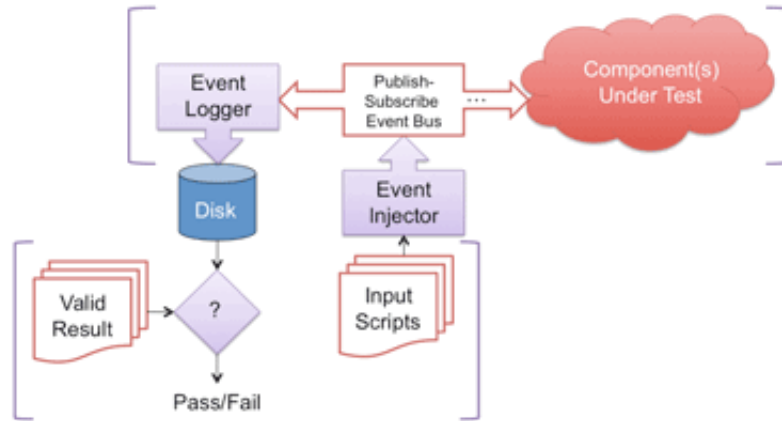 Event
Logger
Publish-
Subscribe
Event Bus
...
Component(s)
Under Test
Disk
Event
Injector
Valid
Result
?
Input
Scripts
Pass/Fail